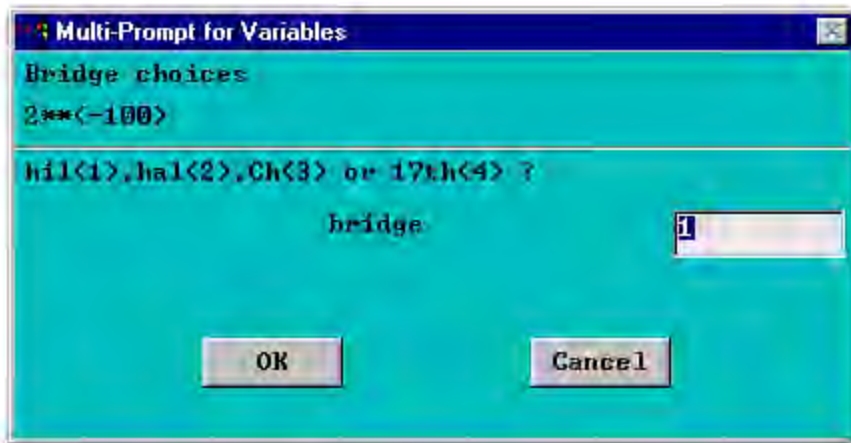 Multi-Prompt for Variables
Bridge choices
2**(-100)
hil(1),hal(2),Ch(3) or 17th(4) ?
bridge 1
OK Cancel